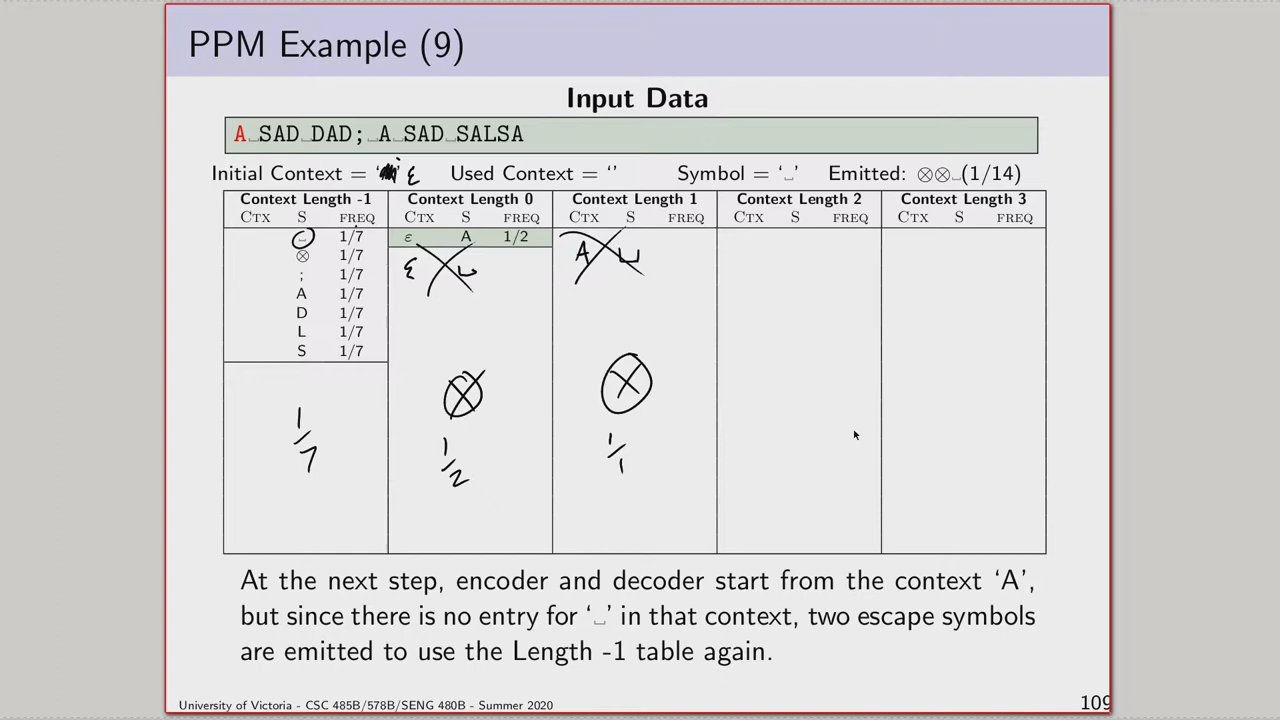 PPM Example (9)
Input Data
A␣SAD␣DAD;␣A␣SAD␣SALSA
Initial Context = ‘ ’ ε Used Context = ‘’ Symbol = ‘␣’ Emitted: ⊗⊗␣(1/14)
Context Length -1 Context Length 0 Context Length 1 Context Length 2 Context Length 3
CTX S FREQ CTX S FREQ CTX S FREQ CTX S FREQ CTX S FREQ
␣ 1/7 ε A 1/2
⊗ 1/7 ε ␣ A ␣
; 1/7
A 1/7
D 1/7
L 1/7
S 1/7
⊗ ⊗
1/7 1/2 1/1
At the next step, encoder and decoder start from the context ‘A’,
but since there is no entry for ‘␣’ in that context, two escape symbols
are emitted to use the Length -1 table again.
University of Victoria - CSC 485B/578B/SENG 480B - Summer 2020 109